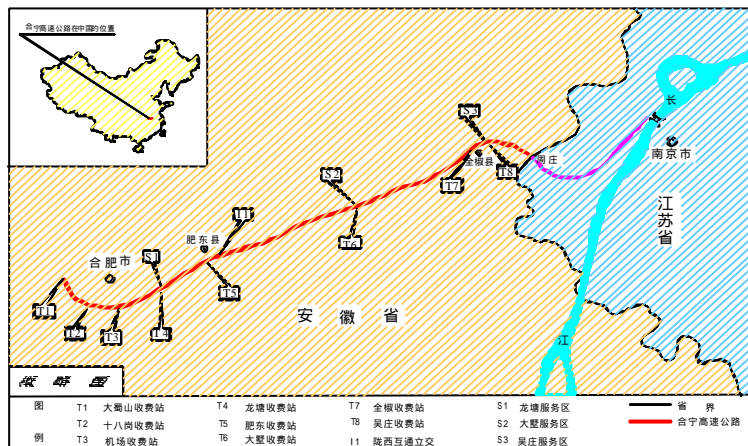 合宁高速公路在中国的位置
长
S3
全椒县
周庄
南京市
T7
T8
S2
江苏省
I1
肥东县
T6
合肥市
S1
T5
安徽省
T1
T2
T3
T4
江
策略图
图例
T1 大蜀山收费站
T4 龙塘收费站
T7 全椒收费站
S1 龙塘服务区
省 界
T2 十八岗收费站
T5 肥东收费站
T8 吴庄收费站
S2 大墅服务区
合宁高速公路
T3 机场收费站
T6 大墅收费站
I1 陇西互通立交
S3 吴庄服务区